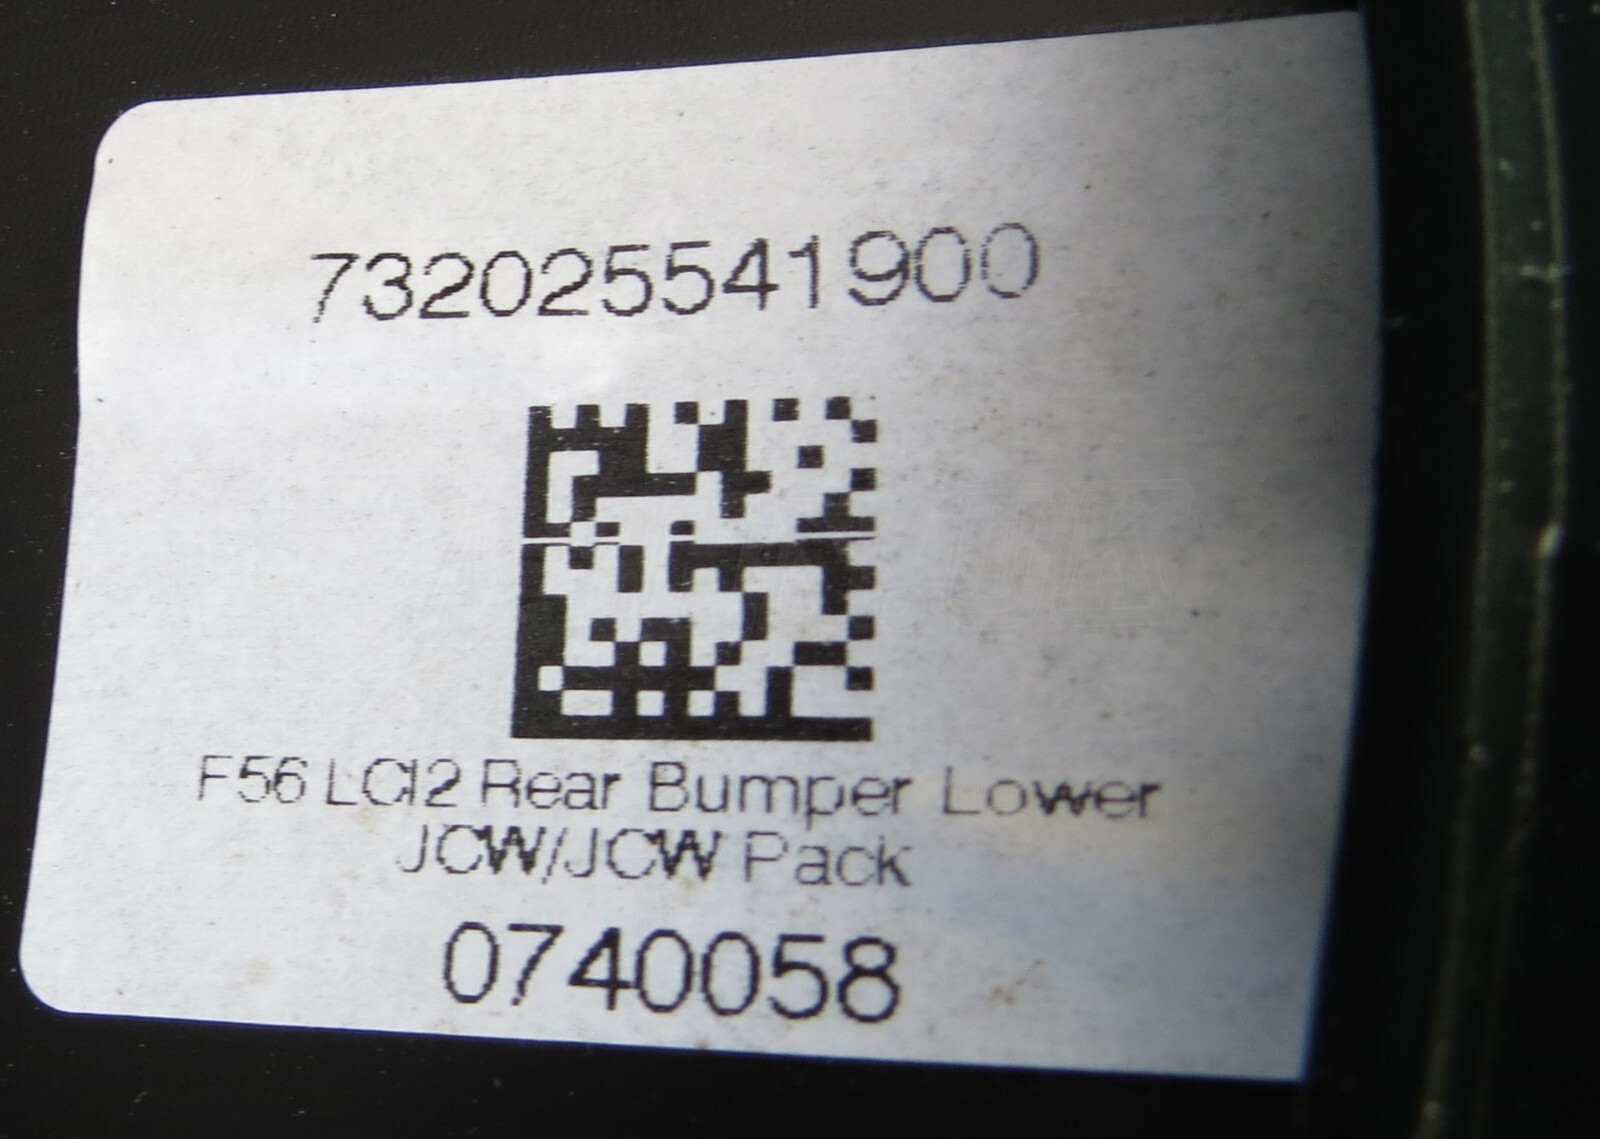 732025541900
F56 LCI2 Rear Bumper Lower
JCW/JCW Pack
0740058